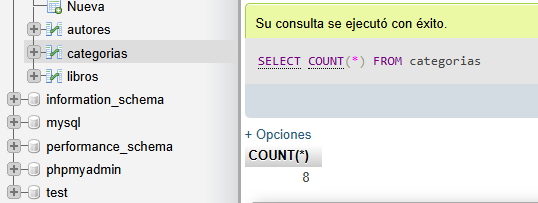 Nueva
autores
categorias
libros
information_schema
mysql
performance_schema
phpmyadmin
test
Su consulta se ejecutó con éxito.
SELECT COUNT(*) FROM categorias
+ Opciones
COUNT(*)
8